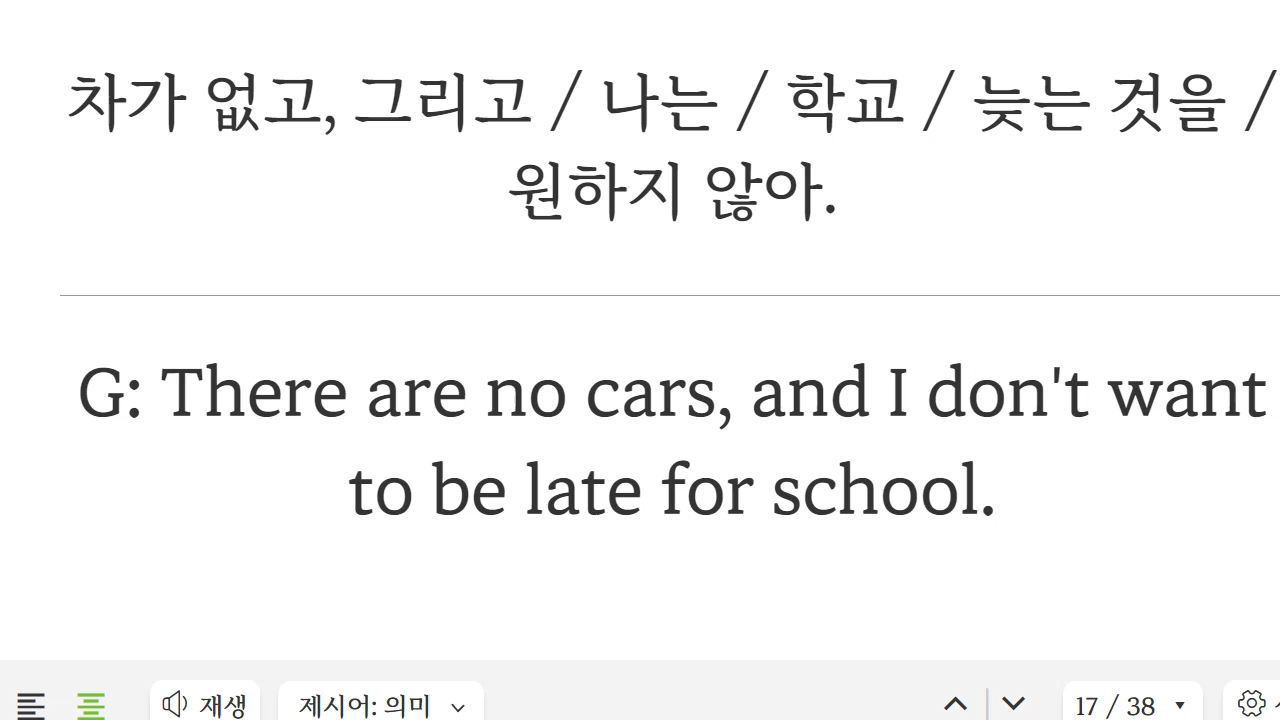 차가 없고, 그리고 / 나는 / 학교 / 늦는 것을 /
원하지 않아.
G: There are no cars, and I don't want
to be late for school.
재생 제시어: 의미 17 / 38